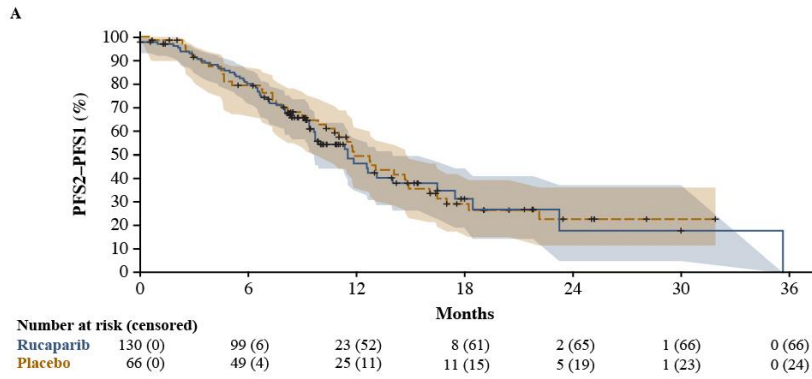 A
PFS2–PFS1 (%)
100
90
80
70
60
50
40
30
20
10
0
0 6 12 18 24 30 36
Months
Number at risk (censored)
Rucaparib 130 (0) 99 (6) 23 (52) 8 (61) 2 (65) 1 (66) 0 (66)
Placebo 66 (0) 49 (4) 25 (11) 11 (15) 5 (19) 1 (23) 0 (24)